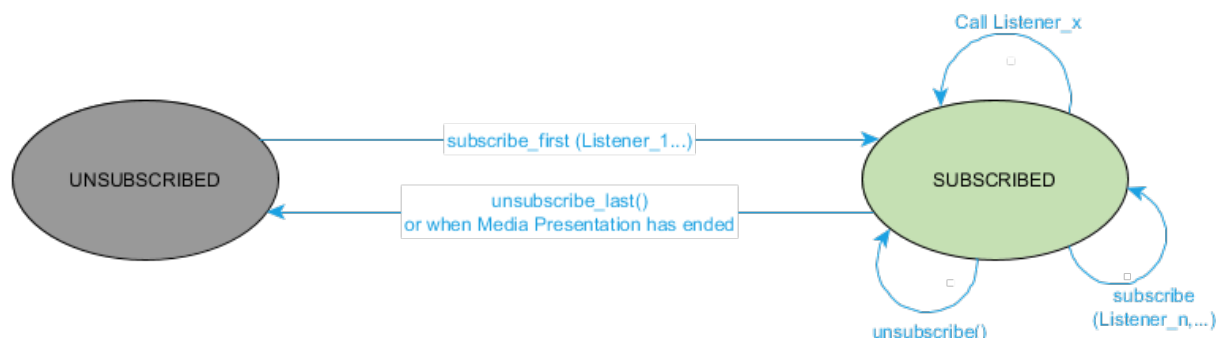 Call Listener_x
subscribe_first (Listener_1...)
UNSUBSCRIBED
SUBSCRIBED
unsubscribe_last()
or when Media Presentation has ended
subscribe
(Listener_n,...)
unsubscribe()